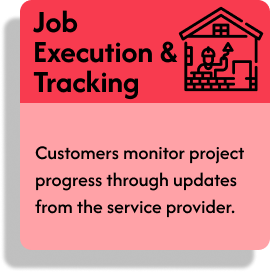 Job
Execution &
Tracking
Customers monitor project
progress through updates
from the service provider.